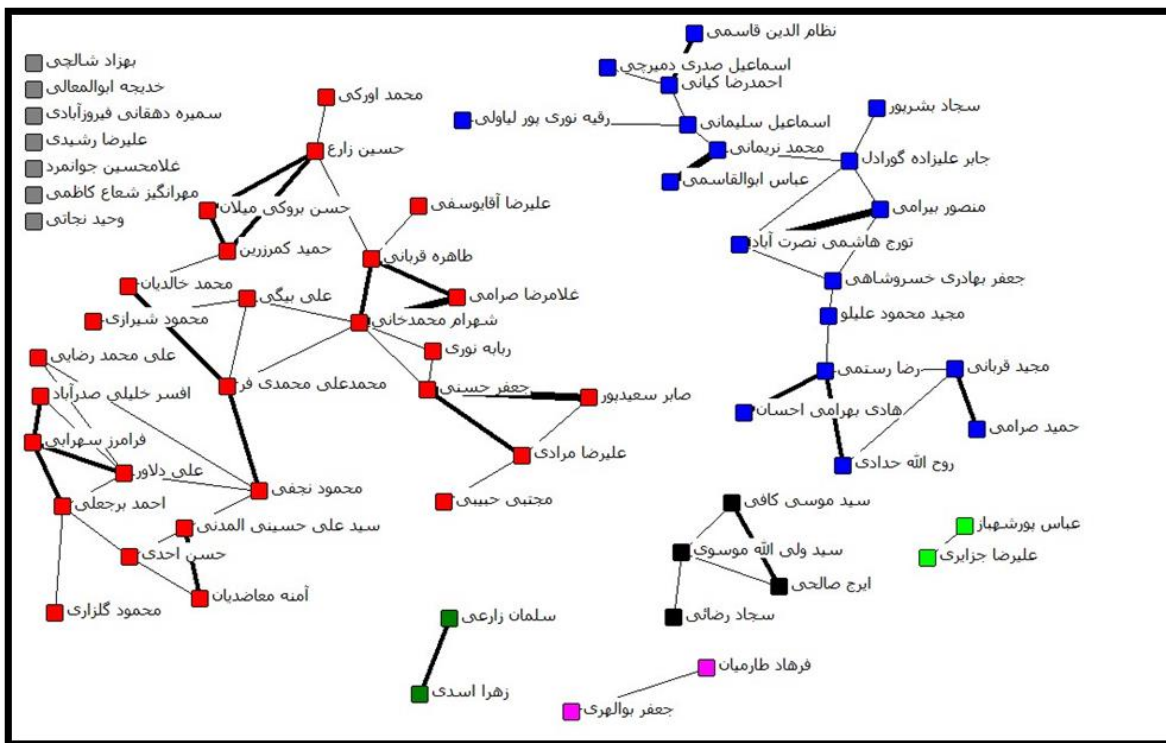 بهزاد شالچی
خدیجه ابوالمعالی
سمیره دهقانی فیروزآبادی
علیرضا رشیدی
غلامحسین جوانمرد
مهرانگیز شعاع کاظمی
وحید نجاتی
محمد اورکی
حسین زارع
حسن بروکی میلان
حمید کمرزرین
علیرضا آقایوسفی
طاهره قربانی
محمد خالدیان
علی بیگی
غلامرضا صرامی
محمود شیرازی
شهرام محمدخانی
علی محمد رضایی
ربابه نوری
افسر خلیلی صدرآباد
محمدعلی محمدی فر
جعفر حسنی
صابر سعیدپور
فرامرز سهرابی
علی دلاور
علیرضا مرادی
احمد برجعلی
محمود نجفی
مجتبی حبیبی
سید علی حسینی المدنی
حسن احدی
آمنه معاضدیان
محمود گلزاری
نظام الدین قاسمی
اسماعیل صدری دمیرچی
احمدرضا کیانی
رقیه نوری پور لیاولی
اسماعیل سلیمانی
سجاد بشرپور
محمد نریمانی
جابر علیزاده گورادل
عباس ابوالقاسمی
منصور بیرامی
تورج هاشمی نصرت آباد
جعفر بهادری خسروشاهی
مجید محمود علیلو
رضا رستمی
مجید قربانی
هادی بهرامی احسان
حمید صرامی
روح الله حدادی
سید موسی کافی
سید ولی الله موسوی
ایرج صالحی
سجاد رضائی
عباس پورشهباز
علیرضا جزایری
سلمان زارعی
زهرا اسدی
فرهاد طارمیان
جعفر بوالهری